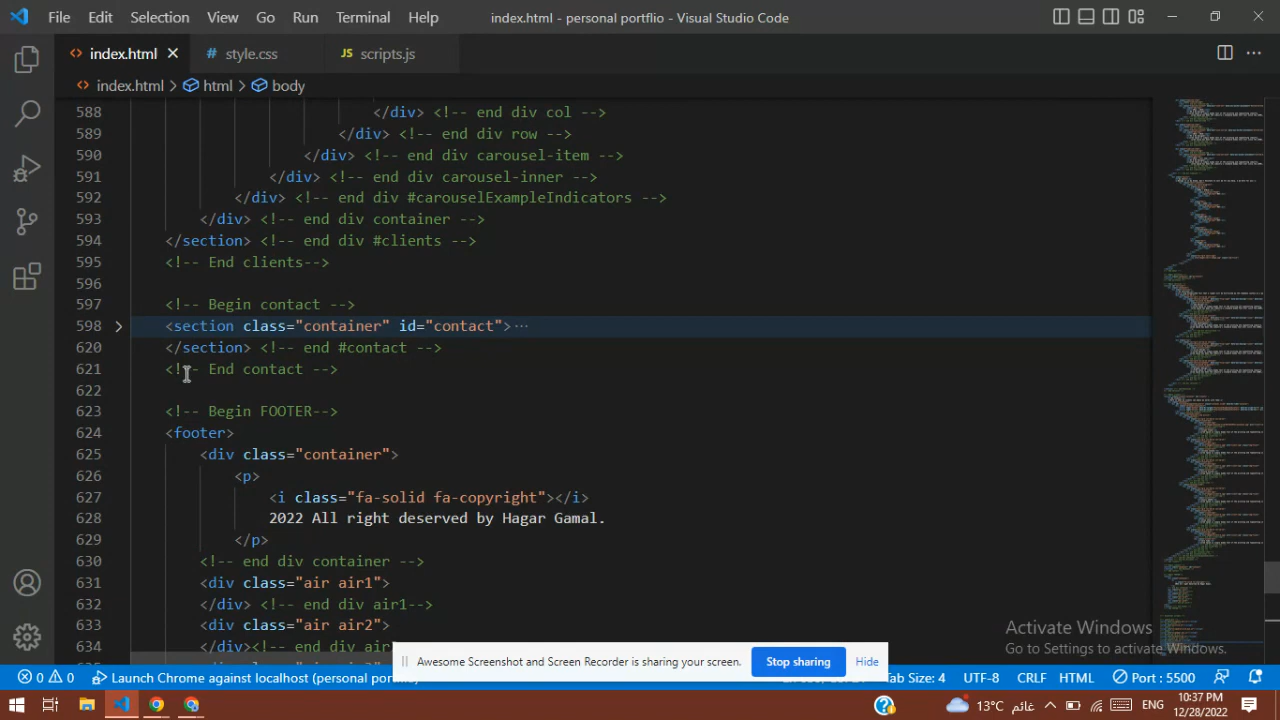 File Edit Selection View Go Run Terminal Help index.html - personal portflio - Visual Studio Code
index.html # style.css JS scripts.js
index.html > html > body
588 </div> <!-- end div col -->
589 </div> <!-- end div row -->
590 </div> <!-- end div carousel-item -->
591 </div> <!-- end div carousel-inner -->
592 </div> <!-- end div #carouselExampleIndicators -->
593 </div> <!-- end div container -->
594 </section> <!-- end div #clients -->
595 <!-- End clients-->
596
597 <!-- Begin contact -->
598 <section class="container" id="contact">···
620 </section> <!-- end #contact -->
621 <!-- End contact -->
622
623 <!-- Begin FOOTER-->
624 <footer>
625 <div class="container">
626 <p>
627 <i class="fa-solid fa-copyright"></i>
628 2022 All right deserved by Hagar Gamal.
629 </p>
630 <!-- end div container -->
631 <div class="air air1">
632 </div> <!-- end div air1-->
633 <div class="air air2">
634 </div><!-- end div air
Activate Windows
Go to Settings to activate Windows.
Awesome Screenshot and Screen Recorder is sharing your screen. Stop sharing Hide
0 0 Launch Chrome against localhost (personal Tab Size: 4 UTF-8 CRLF HTML Port : 5500
13°C غائم 10:37 PM
12/28/2022